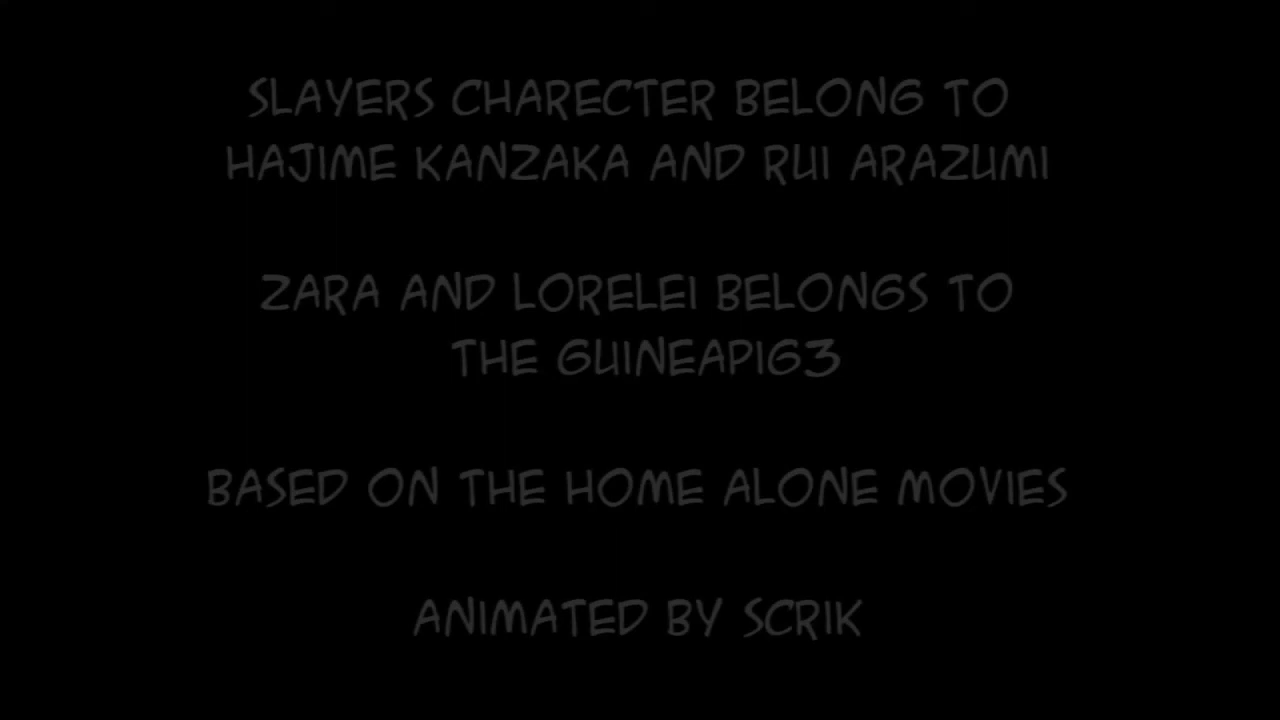 SLAYERS CHARECTER BELONG TO
HAJIME KANZAKA AND RUI ARAZUMI
ZARA AND LORELEI BELONGS TO
THE GUINEAPIG3
BASED ON THE HOME ALONE MOVIES
ANIMATED BY SCRIK